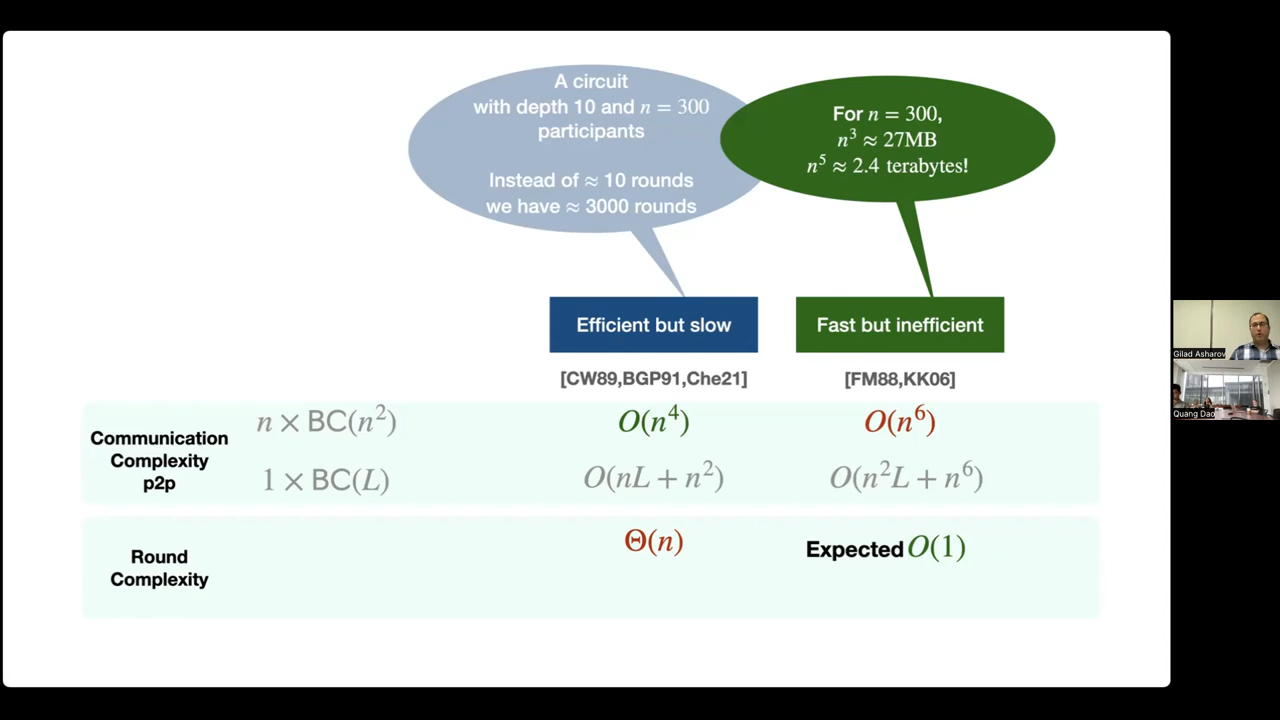 A circuit
with depth 10 and n = 300
participants
Instead of ≈ 10 rounds
we have ≈ 3000 rounds
For n = 300,
n³ ≈ 27MB
n⁵ ≈ 2.4 terabytes!
Efficient but slow
Fast but inefficient
[CW89,BGP91,Che21]
[FM88,KK06]
Communication
Complexity
p2p
n × BC(n²)
O(n⁴)
O(n⁶)
1 × BC(L)
O(nL + n²)
O(n²L + n⁶)
Round
Complexity
Θ(n)
Expected O(1)
Gilad Asharov
Quang Dao